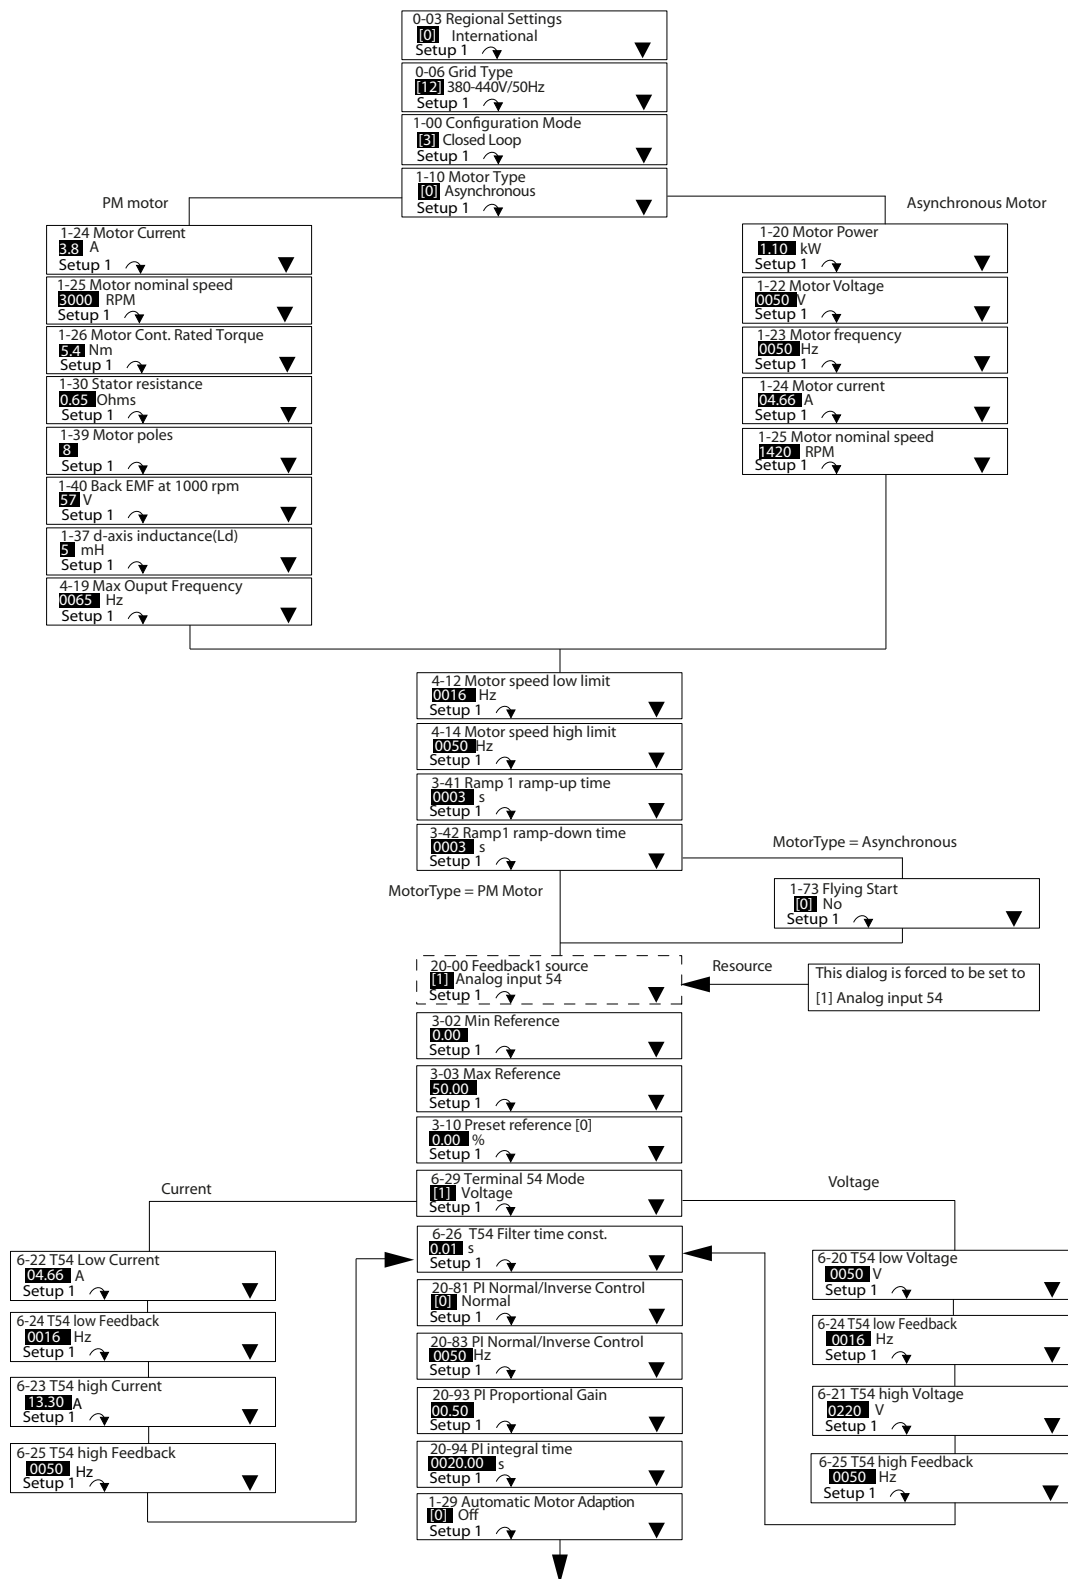 0-03 Regional Settings
[0] International
Setup 1
0-06 Grid Type
[12] 380-440V/50Hz
Setup 1
1-00 Configuration Mode
[3] Closed Loop
Setup 1
1-10 Motor Type
[0] Asynchronous
Setup 1
PM motor
Asynchronous Motor
1-24 Motor Current
3.8 A
Setup 1
1-25 Motor nominal speed
3000 RPM
Setup 1
1-26 Motor Cont. Rated Torque
5.4 Nm
Setup 1
1-30 Stator resistance
0.65 Ohms
Setup 1
1-39 Motor poles
8
Setup 1
1-40 Back EMF at 1000 rpm
57 V
Setup 1
1-37 d-axis inductance(Ld)
5 mH
Setup 1
4-19 Max Ouput Frequency
0065 Hz
Setup 1
1-20 Motor Power
1.10 kW
Setup 1
1-22 Motor Voltage
0050 V
Setup 1
1-23 Motor frequency
0050 Hz
Setup 1
1-24 Motor current
04.66 A
Setup 1
1-25 Motor nominal speed
1420 RPM
Setup 1
4-12 Motor speed low limit
0016 Hz
Setup 1
4-14 Motor speed high limit
0050 Hz
Setup 1
3-41 Ramp 1 ramp-up time
0003 s
Setup 1
3-42 Ramp1 ramp-down time
0003 s
Setup 1
MotorType = Asynchronous
MotorType = PM Motor
1-73 Flying Start
[0] No
Setup 1
20-00 Feedback1 source
[1] Analog input 54
Setup 1
Resource
This dialog is forced to be set to
[1] Analog input 54
3-02 Min Reference
0.00
Setup 1
3-03 Max Reference
50.00
Setup 1
3-10 Preset reference [0]
0.00 %
Setup 1
6-29 Terminal 54 Mode
[1] Voltage
Setup 1
Current
Voltage
6-22 T54 Low Current
04.66 A
Setup 1
6-24 T54 low Feedback
0016 Hz
Setup 1
6-23 T54 high Current
13.30 A
Setup 1
6-25 T54 high Feedback
0050 Hz
Setup 1
6-26 T54 Filter time const.
0.01 s
Setup 1
20-81 PI Normal/Inverse Control
[0] Normal
Setup 1
20-83 PI Normal/Inverse Control
0050 Hz
Setup 1
20-93 PI Proportional Gain
00.50
Setup 1
20-94 PI integral time
0020.00 s
Setup 1
1-29 Automatic Motor Adaption
[0] Off
Setup 1
6-20 T54 low Voltage
0050 V
Setup 1
6-24 T54 low Feedback
0016 Hz
Setup 1
6-21 T54 high Voltage
0220 V
Setup 1
6-25 T54 high Feedback
0050 Hz
Setup 1